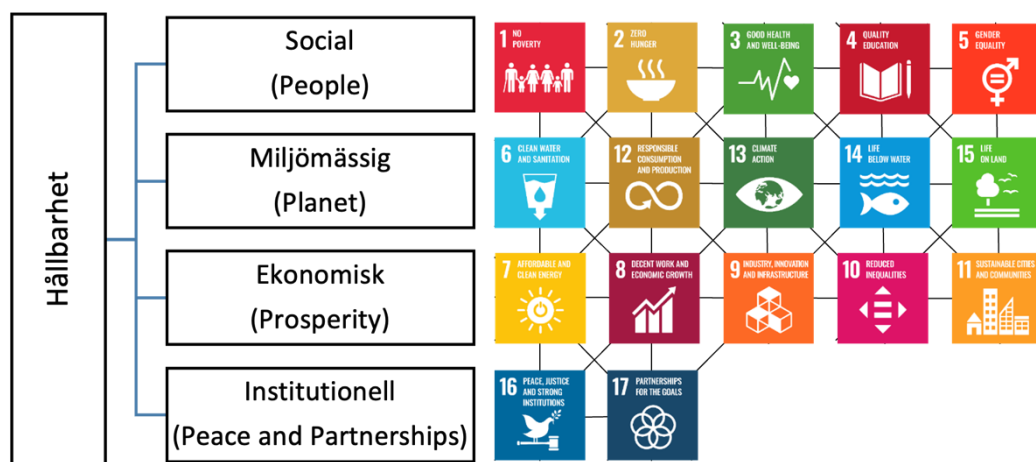 Hållbarhet
Social
(People)
1 NO
POVERTY
2 ZERO
HUNGER
3 GOOD HEALTH
AND WELL-BEING
4 QUALITY
EDUCATION
5 GENDER
EQUALITY
Miljömässig
(Planet)
6 CLEAN WATER
AND SANITATION
12 RESPONSIBLE
CONSUMPTION
AND PRODUCTION
13 CLIMATE
ACTION
14 LIFE
BELOW WATER
15 LIFE
ON LAND
Ekonomisk
(Prosperity)
7 AFFORDABLE AND
CLEAN ENERGY
8 DECENT WORK AND
ECONOMIC GROWTH
9 INDUSTRY, INNOVATION
AND INFRASTRUCTURE
10 REDUCED
INEQUALITIES
11 SUSTAINABLE CITIES
AND COMMUNITIES
Institutionell
(Peace and Partnerships)
16 PEACE, JUSTICE
AND STRONG
INSTITUTIONS
17 PARTNERSHIPS
FOR THE GOALS